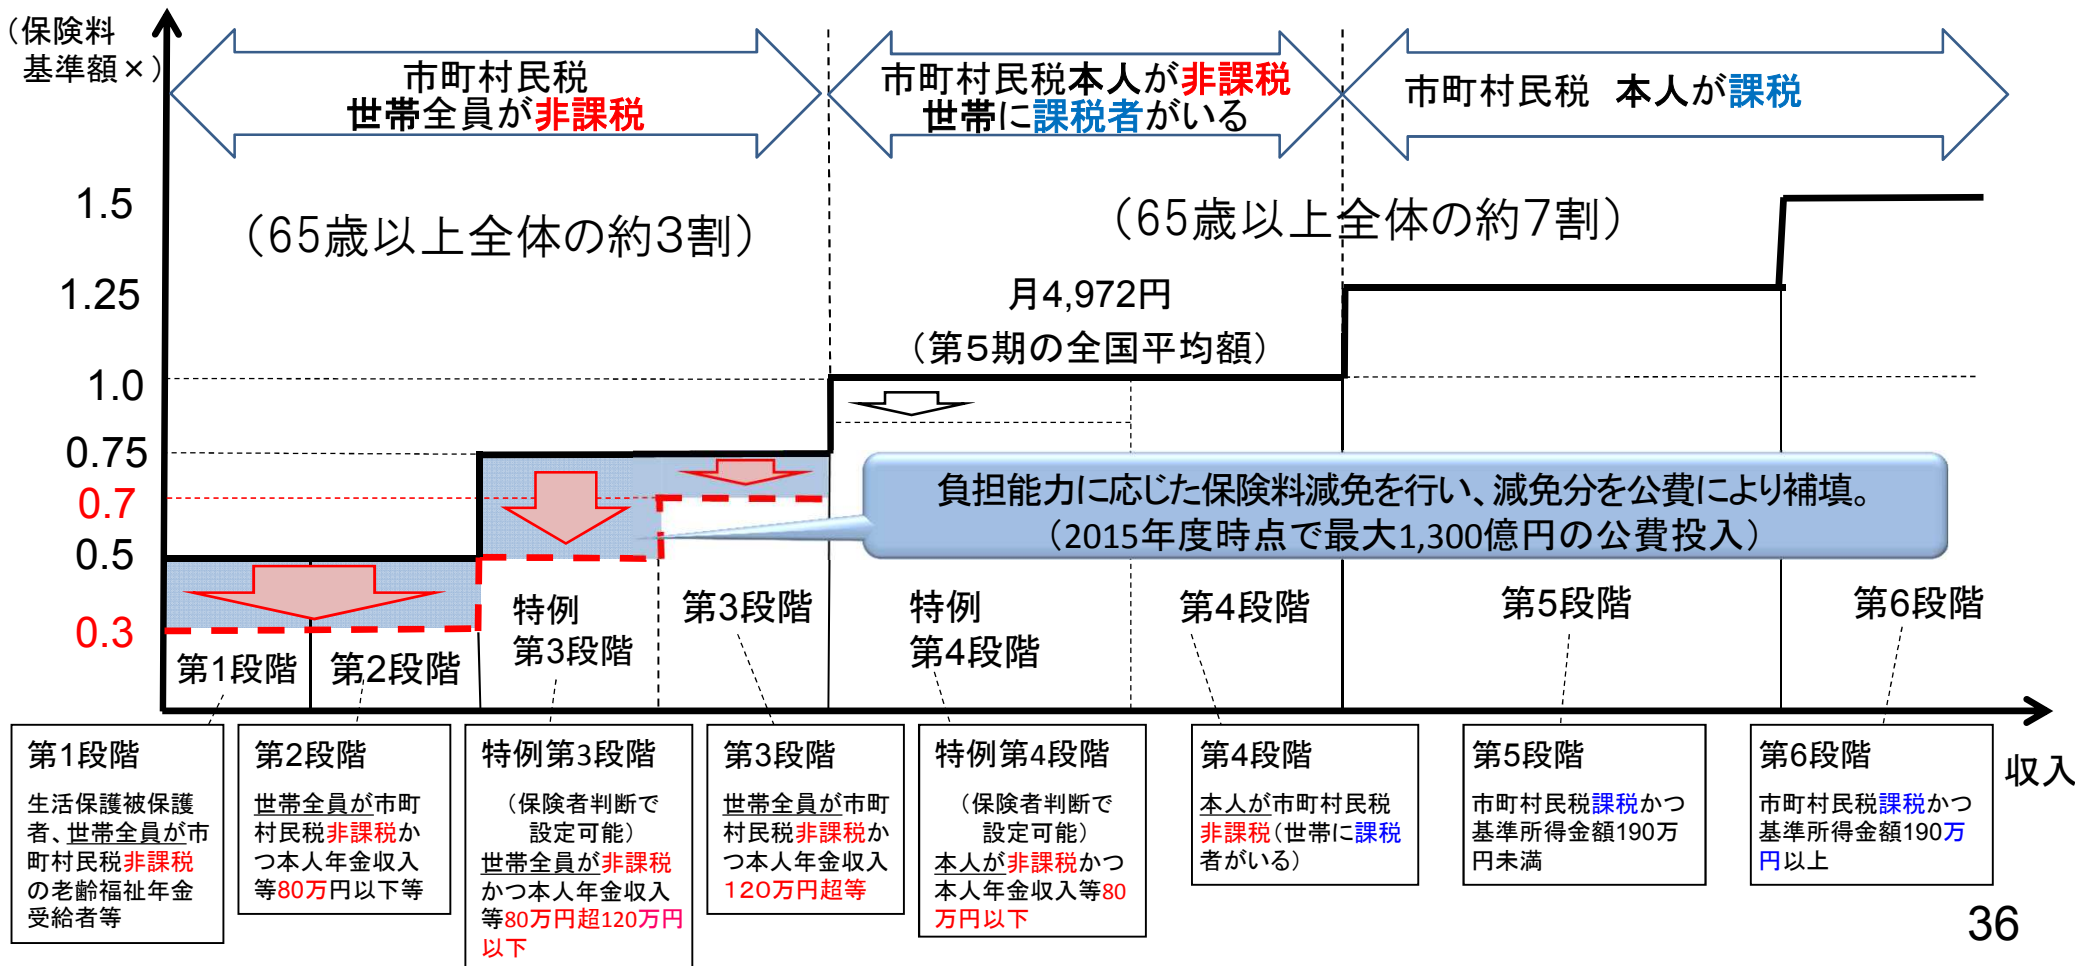 （保険料
基準額×）
市町村民税
世帯全員が非課税
市町村民税本人が非課税
世帯に課税者がいる
市町村民税　本人が課税
（65歳以上全体の約3割）
（65歳以上全体の約7割）
1.5
1.25
1.0
0.75
0.7
0.5
0.3
月4,972円
（第5期の全国平均額）
負担能力に応じた保険料減免を行い、減免分を公費により補填。
（2015年度時点で最大1,300億円の公費投入）
第1段階
第2段階
特例
第3段階
第3段階
特例
第4段階
第4段階
第5段階
第6段階
収入
第1段階
生活保護被保護
者、世帯全員が市
町村民税非課税
の老齢福祉年金
受給者等
第2段階
世帯全員が市町
村民税非課税か
つ本人年金収入
等80万円以下等
特例第3段階
（保険者判断で
設定可能）
世帯全員が非課税
かつ本人年金収入
等80万円超120万円
以下
第3段階
世帯全員が市町
村民税非課税か
つ本人年金収入
１２０万円超等
特例第4段階
（保険者判断で
設定可能）
本人が非課税かつ
本人年金収入等80
万円以下
第4段階
本人が市町村民税
非課税（世帯に課税
者がいる）
第5段階
市町村民税課税かつ
基準所得金額190万
円未満
第6段階
市町村民税課税かつ
基準所得金額190万
円以上
36